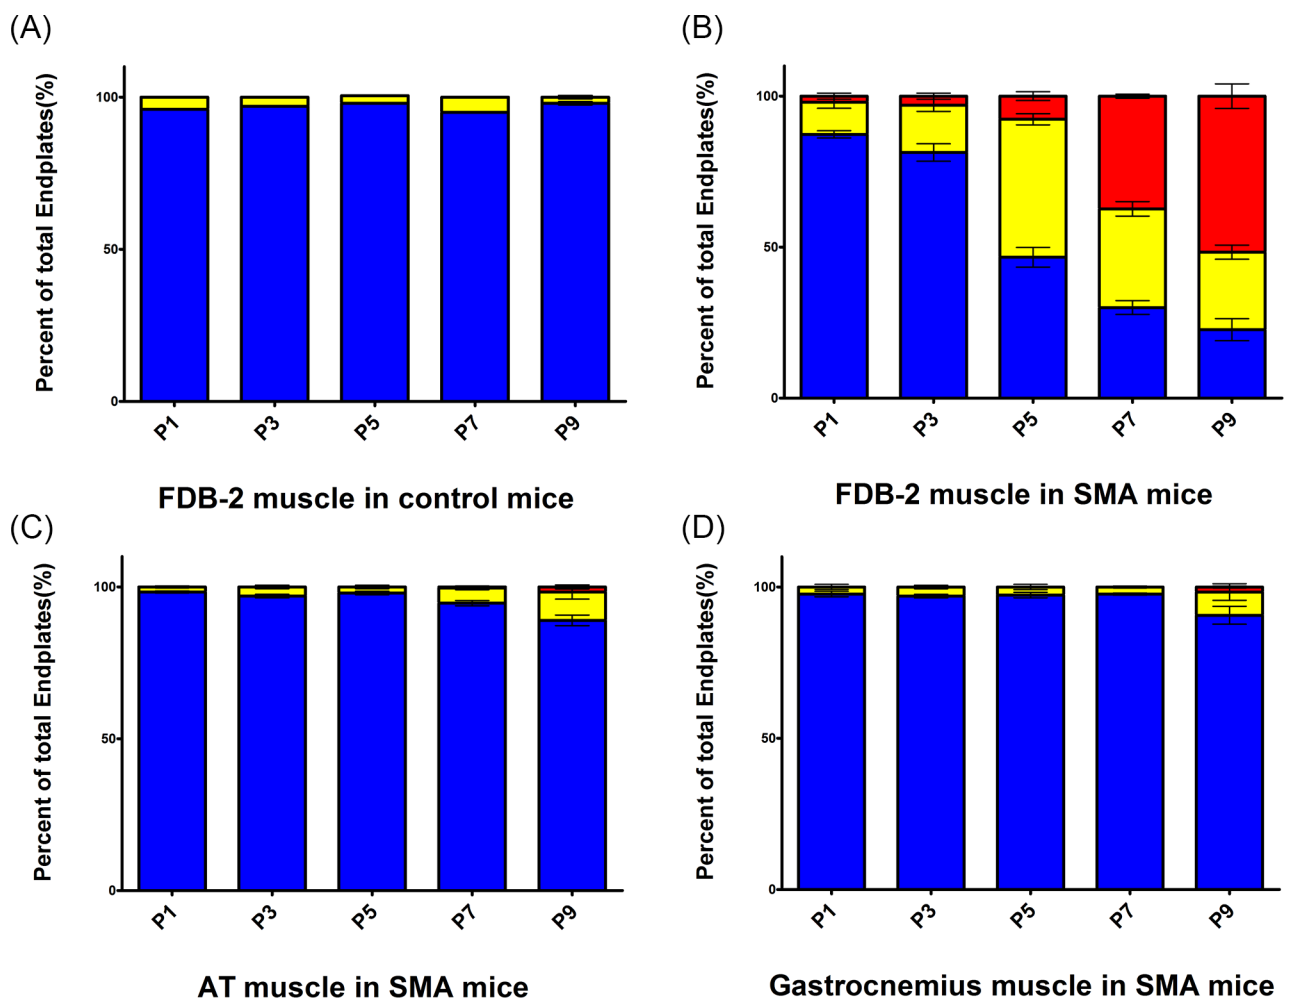 (A)
Percent of total Endplates(%)
100
50
0
P1 P3 P5 P7 P9
FDB-2 muscle in control mice
(B)
Percent of total Endplates(%)
100
50
0
P1 P3 P5 P7 P9
FDB-2 muscle in SMA mice
(C)
Percent of total Endplates(%)
100
50
0
P1 P3 P5 P7 P9
AT muscle in SMA mice
(D)
Percent of total Endplates(%)
100
50
0
P1 P3 P5 P7 P9
Gastrocnemius muscle in SMA mice